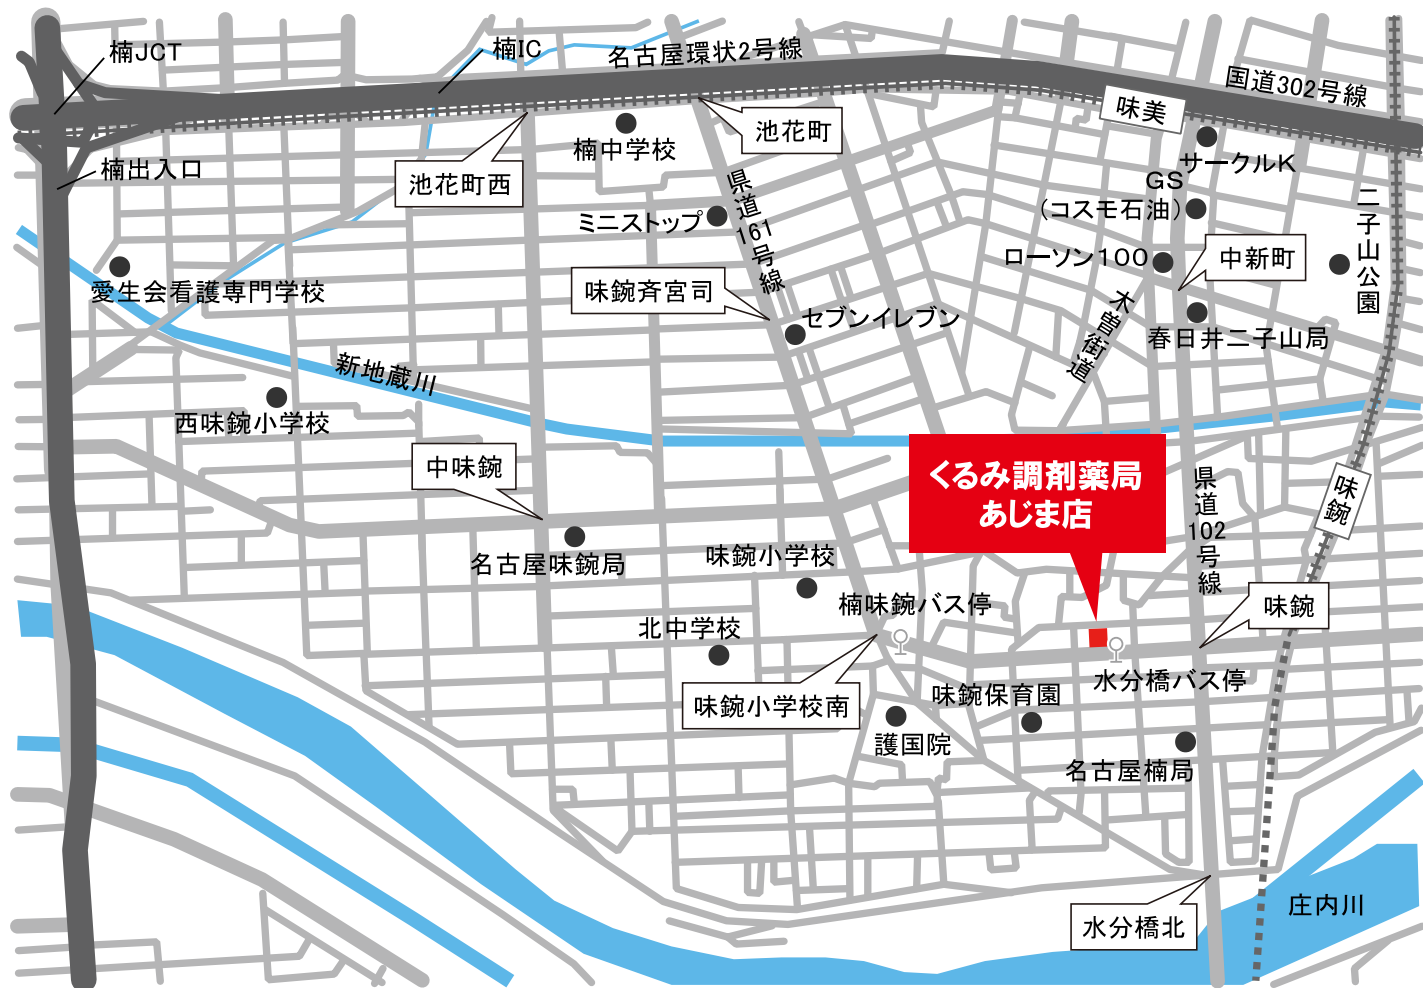 楠JCT
楠IC
名古屋環状2号線
国道302号線
味美
池花町
楠中学校
サークルK
楠出入口
池花町西
GS
(コスモ石油)
県道161号線
ミニストップ
二子山公園
ローソン100
中新町
愛生会看護専門学校
味鋺斉宮司
セブンイレブン
木曽街道
春日井二子山局
新地蔵川
西味鋺小学校
中味鋺
くるみ調剤薬局
あじま店
県道102号線
味鋺
名古屋味鋺局
味鋺小学校
楠味鋺バス停
味鋺
北中学校
水分橋バス停
味鋺小学校南
味鋺保育園
護国院
名古屋楠局
庄内川
水分橋北